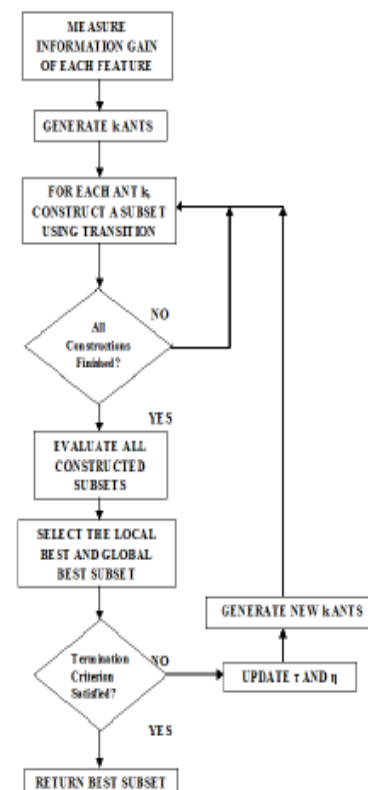 MEASURE
INFORMATION GAIN
OF EACH FEATURE
GENERATE k ANTS
FOR EACH ANT k,
CONSTRUCT A SUBSET
USING TRANSITION
NO
All
Constructions
Finished?
YES
EVALUATE ALL
CONSTRUCTED
SUBSETS
SELECT THE LOCAL
BEST AND GLOBAL
BEST SUBSET
GENERATE NEW k ANTS
Termination
Criterion
Satisfied?
NO
UPDATE τ AND η
YES
RETURN BEST SUBSET